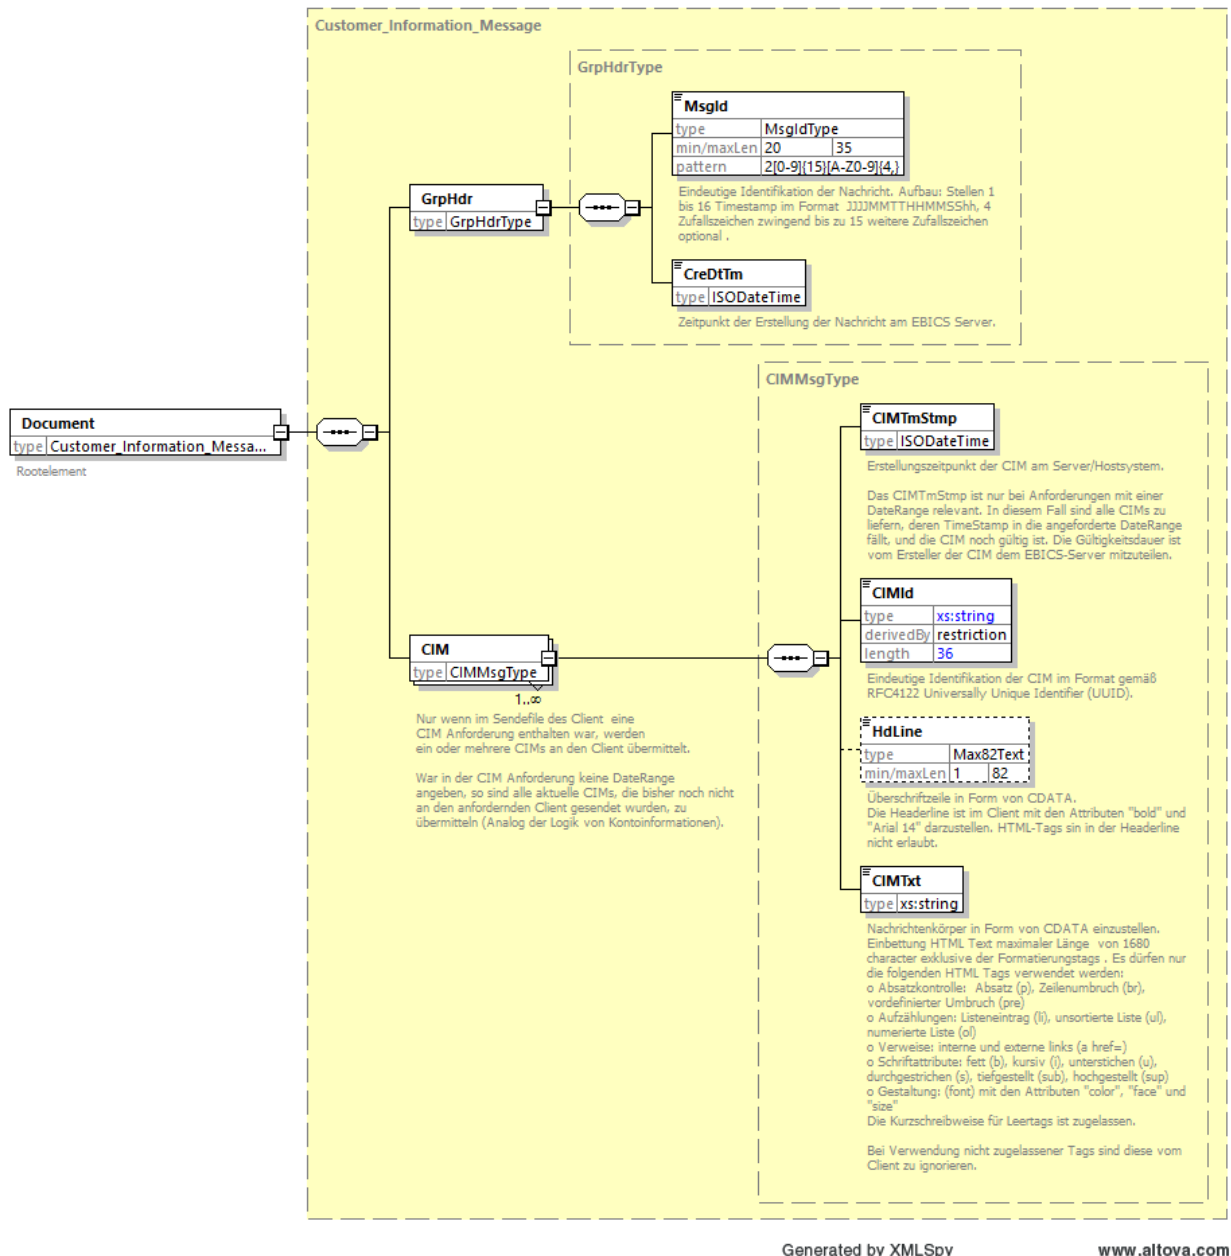 Customer_Information_Message
GrpHdrType
MsgId
type MsgIdType
min/maxLen 20 35
pattern 2[0-9]{15}[A-Z0-9]{4,}
Eindeutige Identifikation der Nachricht. Aufbau: Stellen 1
bis 16 Timestamp im Format JJJJMMTTHHMMSShh, 4
Zufallszeichen zwingend bis zu 15 weitere Zufallszeichen
optional .
GrpHdr
type GrpHdrType
CreDtTm
type ISODateTime
Zeitpunkt der Erstellung der Nachricht am EBICS Server.
Document
type Customer_Information_Messa...
Rootelement
CIMMsgType
CIMTmStmp
type ISODateTime
Erstellungszeitpunkt der CIM am Server/Hostsystem.
Das CIMTmStmp ist nur bei Anforderungen mit einer
DateRange relevant. In diesem Fall sind alle CIMs zu
liefern, deren TimeStamp in die angeforderte DateRange
fällt, und die CIM noch gültig ist. Die Gültigkeitsdauer ist
vom Ersteller der CIM dem EBICS-Server mitzuteilen.
CIMId
type xs:string
derivedBy restriction
length 36
Eindeutige Identifikation der CIM im Format gemäß
RFC4122 Universally Unique Identifier (UUID).
CIM
type CIMMsgType
1..∞
Nur wenn im Sendefile des Client eine
CIM Anforderung enthalten war, werden
ein oder mehrere CIMs an den Client übermittelt.
War in der CIM Anforderung keine DateRange
angeben, so sind alle aktuelle CIMs, die bisher noch nicht
an den anfordernden Client gesendet wurden, zu
übermitteln (Analog der Logik von Kontoinformationen).
HdLine
type Max82Text
min/maxLen 1 82
Überschriftzeile in Form von CDATA.
Die Headerline ist im Client mit den Attributen "bold" und
"Arial 14" darzustellen. HTML-Tags sin in der Headerline
nicht erlaubt.
CIMTxt
type xs:string
Nachrichtenkörper in Form von CDATA einzustellen.
Einbettung HTML Text maximaler Länge von 1680
character exklusive der Formatierungstags . Es dürfen nur
die folgenden HTML Tags verwendet werden:
o Absatzkontrolle: Absatz (p), Zeilenumbruch (br),
vordefinierter Umbruch (pre)
o Aufzählungen: Listeneintrag (li), unsortierte Liste (ul),
numerierte Liste (ol)
o Verweise: interne und externe links (a href=)
o Schriftattribute: fett (b), kursiv (i), unterstichen (u),
durchgestrichen (s), tiefgestellt (sub), hochgestellt (sup)
o Gestaltung: (font) mit den Attributen "color", "face" und
"size"
Die Kurzschreibweise für Leertags ist zugelassen.
Bei Verwendung nicht zugelassener Tags sind diese vom
Client zu ignorieren.
Generated by XMLSpy www.altova.com